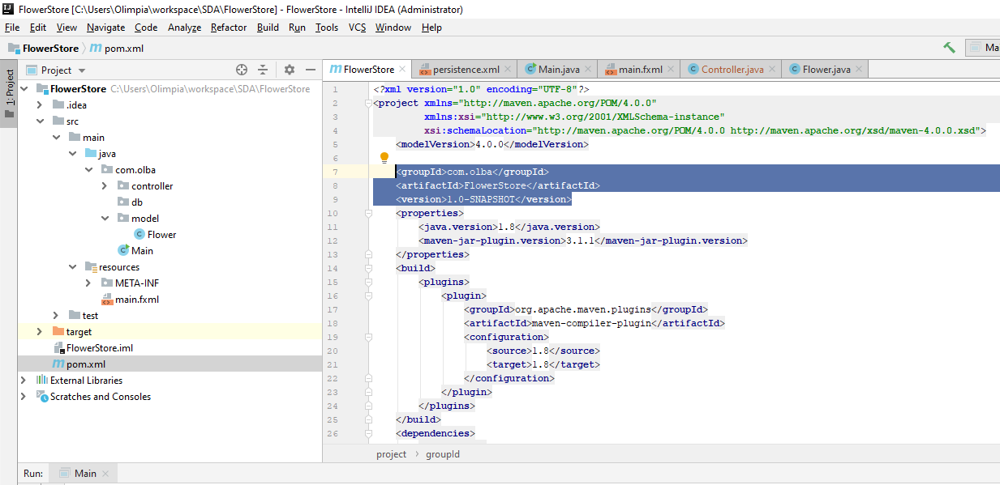 FlowerStore [C:\Users\Olimpia\workspace\SDA\FlowerStore] - FlowerStore - IntelliJ IDEA (Administrator)
File Edit View Navigate Code Analyze Refactor Build Run Tools VCS Window Help
FlowerStore pom.xml
Project
FlowerStore persistence.xml Main.java main.fxml Controller.java Flower.java
1: Project
FlowerStore C:\Users\Olimpia\workspace\SDA\FlowerStore
.idea
src
main
java
com.olba
controller
db
model
Flower
Main
resources
META-INF
main.fxml
test
target
FlowerStore.iml
pom.xml
External Libraries
Scratches and Consoles
1 <?xml version="1.0" encoding="UTF-8"?>
2 <project xmlns="http://maven.apache.org/POM/4.0.0"
3 xmlns:xsi="http://www.w3.org/2001/XMLSchema-instance"
4 xsi:schemaLocation="http://maven.apache.org/POM/4.0.0 http://maven.apache.org/xsd/maven-4.0.0.xsd">
5 <modelVersion>4.0.0</modelVersion>
6
7 <groupId>com.olba</groupId>
8 <artifactId>FlowerStore</artifactId>
9 <version>1.0-SNAPSHOT</version>
10 <properties>
11 <java.version>1.8</java.version>
12 <maven-jar-plugin.version>3.1.1</maven-jar-plugin.version>
13 </properties>
14 <build>
15 <plugins>
16 <plugin>
17 <groupId>org.apache.maven.plugins</groupId>
18 <artifactId>maven-compiler-plugin</artifactId>
19 <configuration>
20 <source>1.8</source>
21 <target>1.8</target>
22 </configuration>
23 </plugin>
24 </plugins>
25 </build>
26 <dependencies>
project groupId
Run: Main